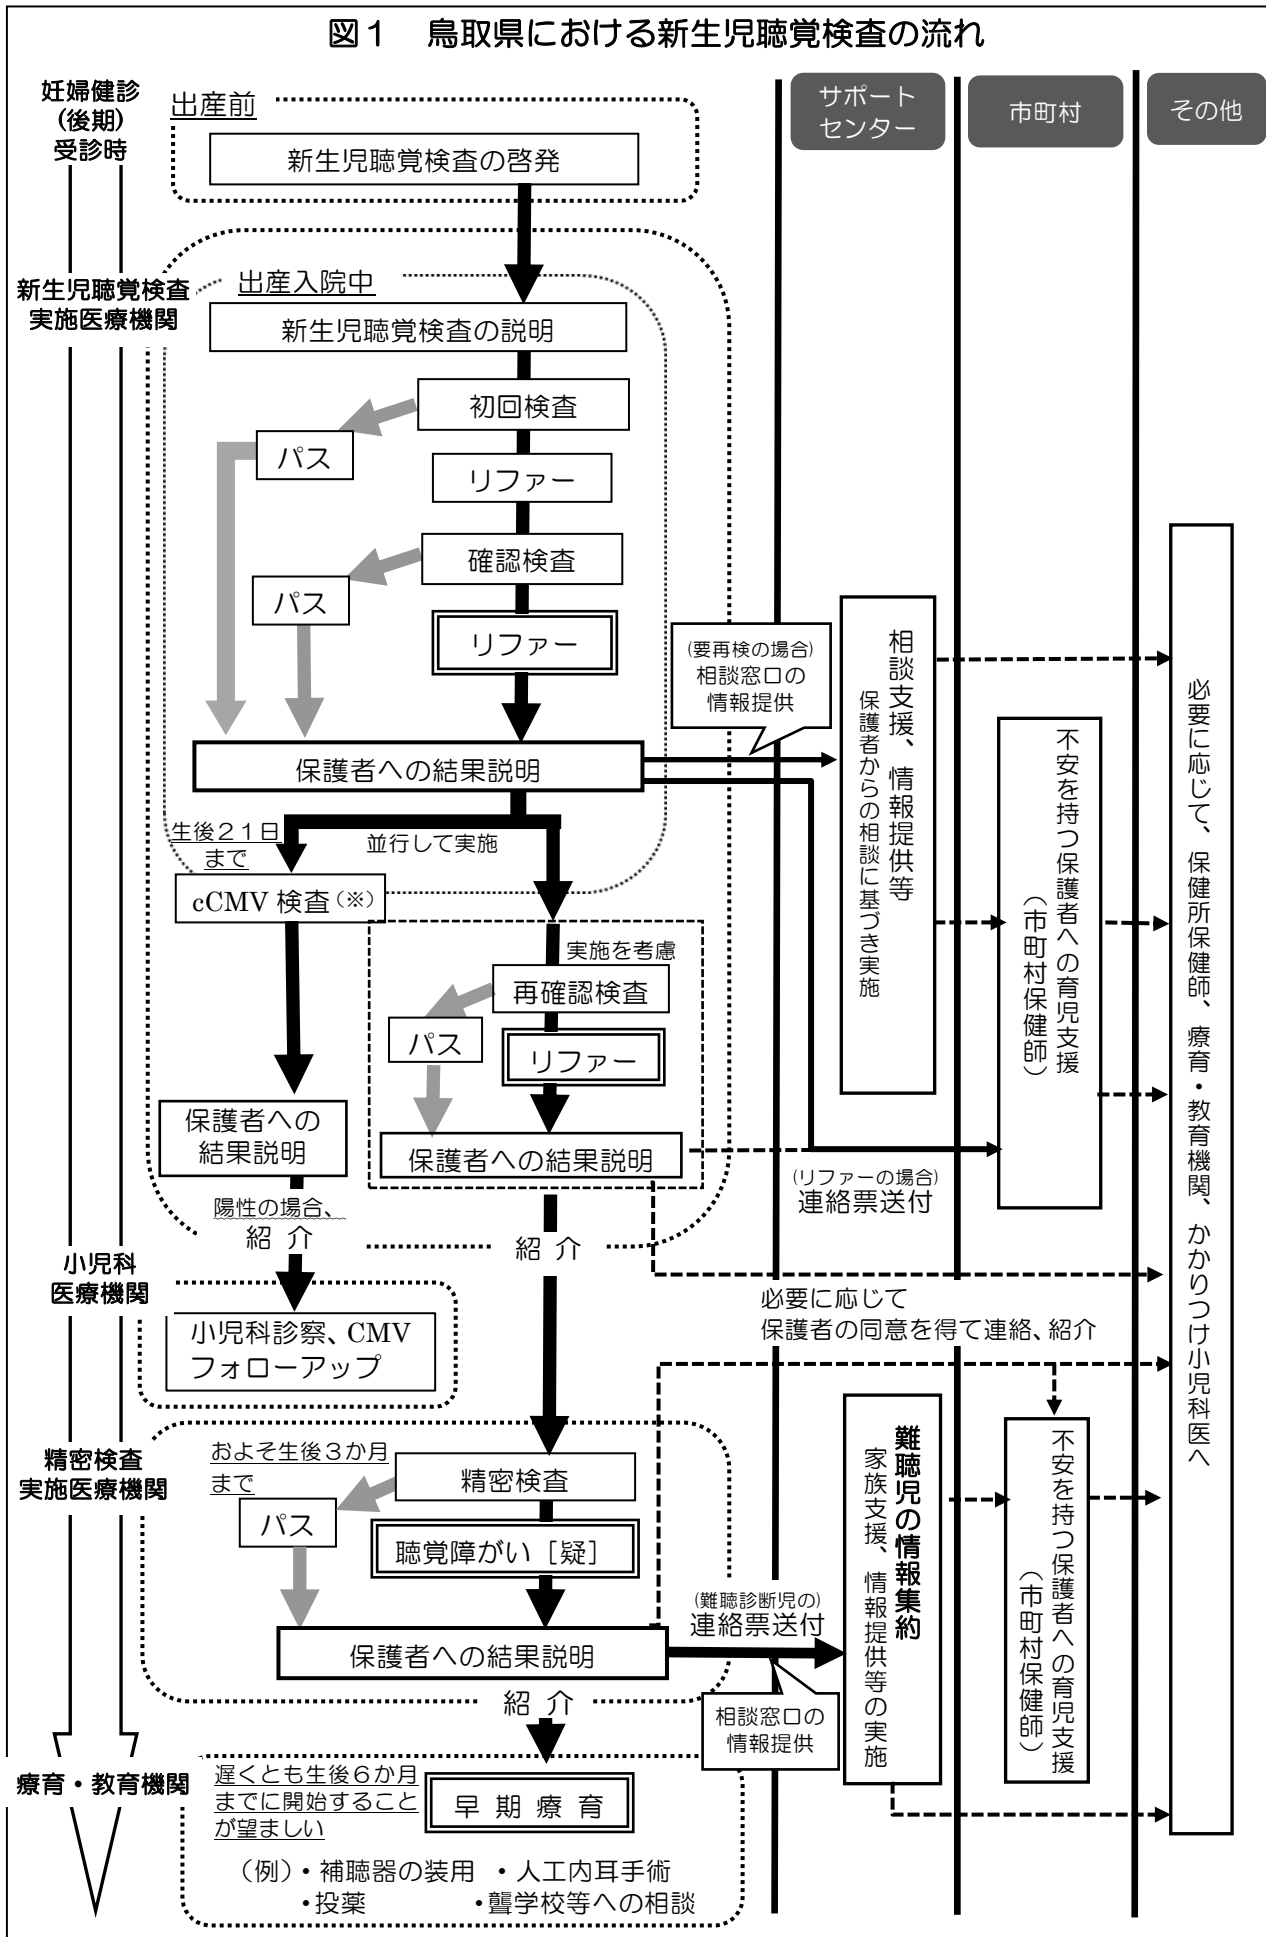 図1　鳥取県における新生児聴覚検査の流れ
妊婦健診
(後期)
受診時
出産前
新生児聴覚検査の啓発
サポート
センター
市町村
その他
新生児聴覚検査
実施医療機関
出産入院中
新生児聴覚検査の説明
初回検査
パス
リファー
確認検査
パス
リファー
(要再検の場合)
相談窓口の
情報提供
保護者への結果説明
相談支援、情報提供等
保護者からの相談に基づき実施
不安を持つ保護者への育児支援
（市町村保健師）
必要に応じて、保健所保健師、療育・教育機関、かかりつけ小児科医へ
生後２１日
まで
並行して実施
cCMV 検査(※)
実施を考慮
再確認検査
パス
リファー
保護者への
結果説明
保護者への結果説明
(リファーの場合)
連絡票送付
陽性の場合、
紹 介
紹 介
小児科
医療機関
小児科診察、CMV
フォローアップ
必要に応じて
保護者の同意を得て連絡、紹介
精密検査
実施医療機関
およそ生後３か月
まで
精密検査
パス
聴覚障がい［疑］
難聴児の情報集約
家族支援、情報提供等の実施
不安を持つ保護者への育児支援
（市町村保健師）
(難聴診断児の)
連絡票送付
保護者への結果説明
相談窓口の
情報提供
紹 介
療育・教育機関
遅くとも生後６か月
までに開始すること
が望ましい
早 期 療 育
（例）・補聴器の装用　・人工内耳手術
・投薬　・聾学校等への相談